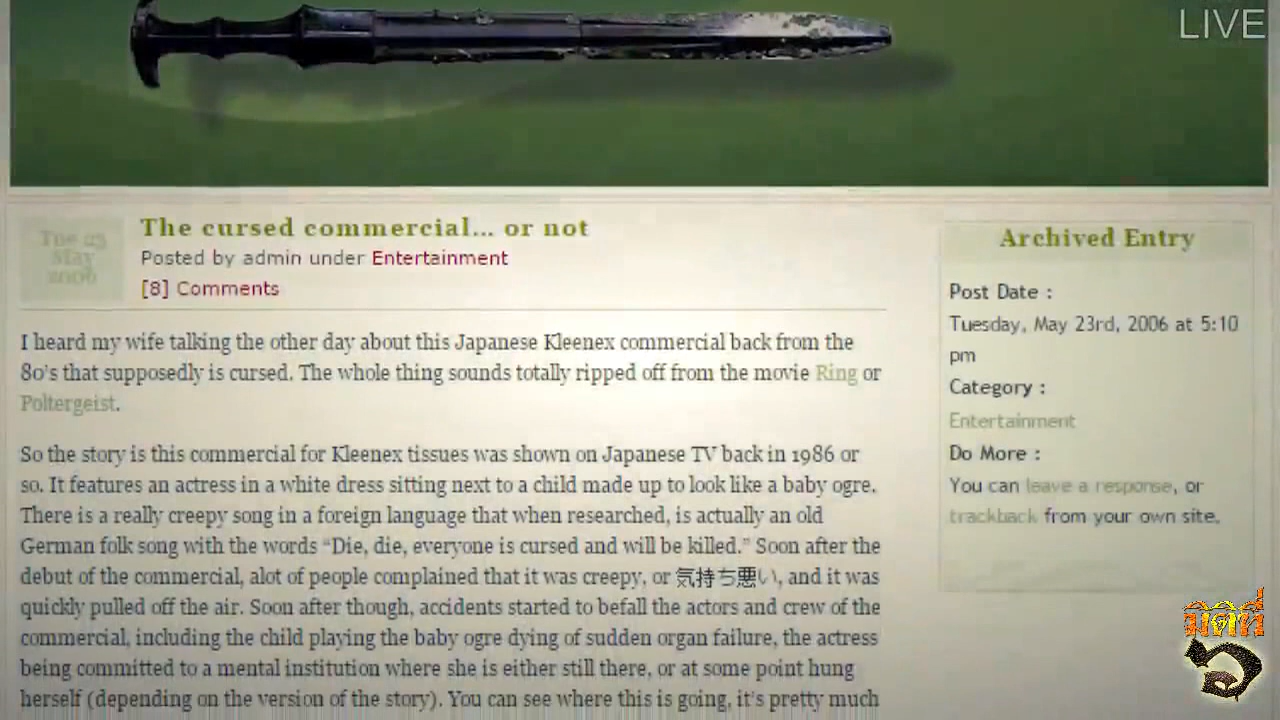 LIVE
Tue 23
May
2006
The cursed commercial... or not
Posted by admin under Entertainment
[8] Comments
I heard my wife talking the other day about this Japanese Kleenex commercial back from the
80's that supposedly is cursed. The whole thing sounds totally ripped off from the movie Ring or
Poltergeist.
So the story is this commercial for Kleenex tissues was shown on Japanese TV back in 1986 or
so. It features an actress in a white dress sitting next to a child made up to look like a baby ogre.
There is a really creepy song in a foreign language that when researched, is actually an old
German folk song with the words “Die, die, everyone is cursed and will be killed.” Soon after the
debut of the commercial, alot of people complained that it was creepy, or 気持ち悪い, and it was
quickly pulled off the air. Soon after though, accidents started to befall the actors and crew of the
commercial, including the child playing the baby ogre dying of sudden organ failure, the actress
being committed to a mental institution where she is either still there, or at some point hung
herself (depending on the version of the story). You can see where this is going, it's pretty much
Archived Entry
Post Date :
Tuesday, May 23rd, 2006 at 5:10
pm
Category :
Entertainment
Do More :
You can leave a response, or
trackback from your own site.
มิติที่